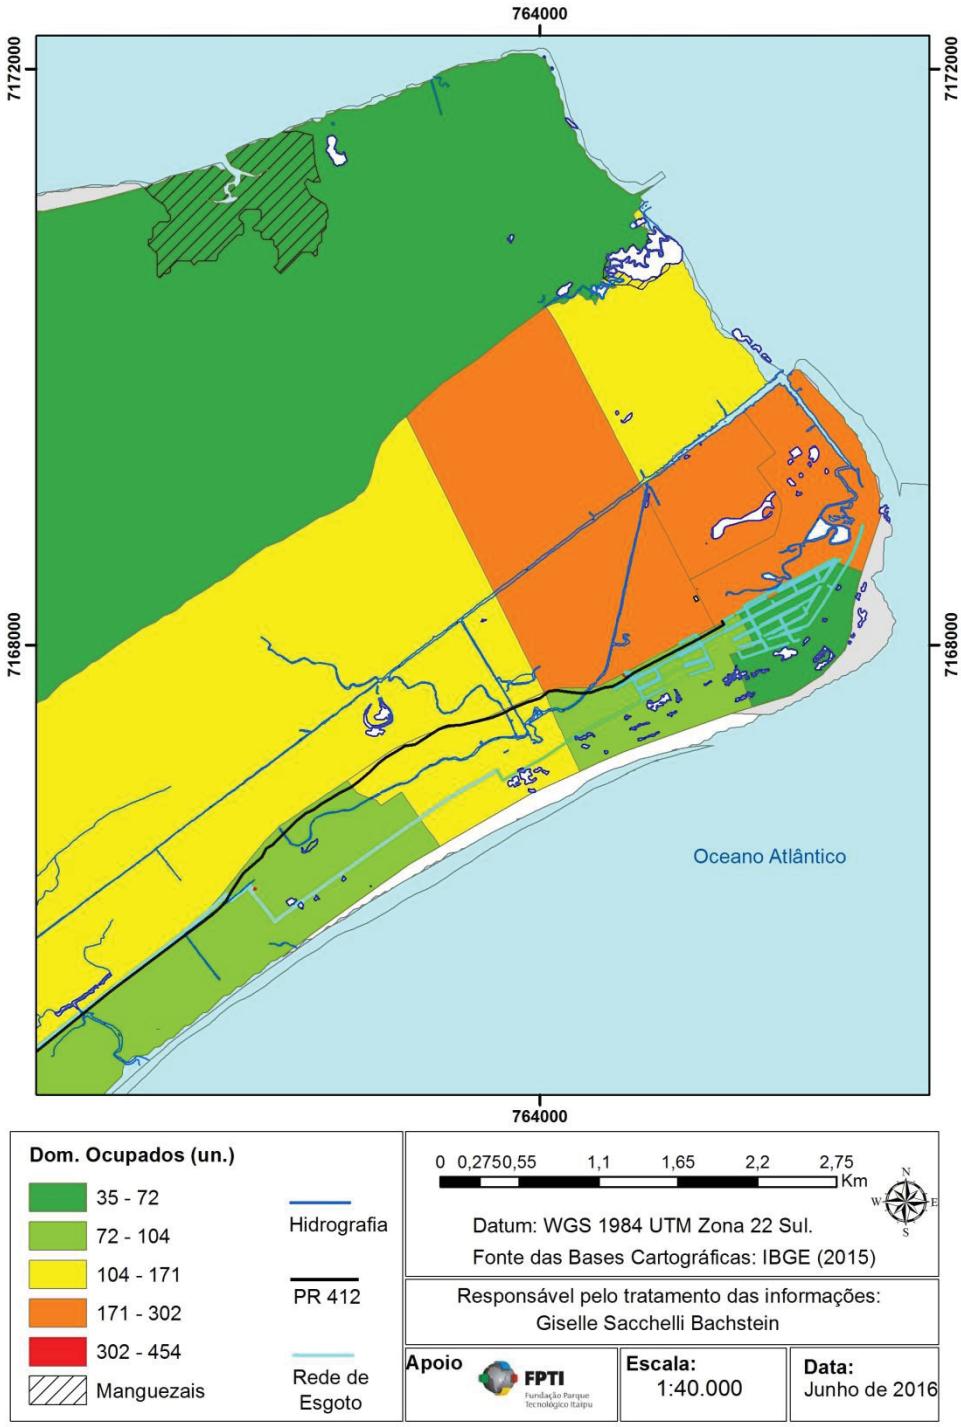 764000
7172000
7172000
7168000
7168000
Oceano Atlântico
764000
Dom. Ocupados (un.)
35 - 72
72 - 104
104 - 171
171 - 302
302 - 454
Manguezais
Hidrografia
PR 412
Rede de
Esgoto
0 0,275 0,55 1,1 1,65 2,2 2,75
Km
N
W E
S
Datum: WGS 1984 UTM Zona 22 Sul.
Fonte das Bases Cartográficas: IBGE (2015)
Responsável pelo tratamento das informações:
Giselle Sacchelli Bachstein
Apoio
FPTI
Fundação Parque
Tecnológico Itaipu
Escala:
1:40.000
Data:
Junho de 2016